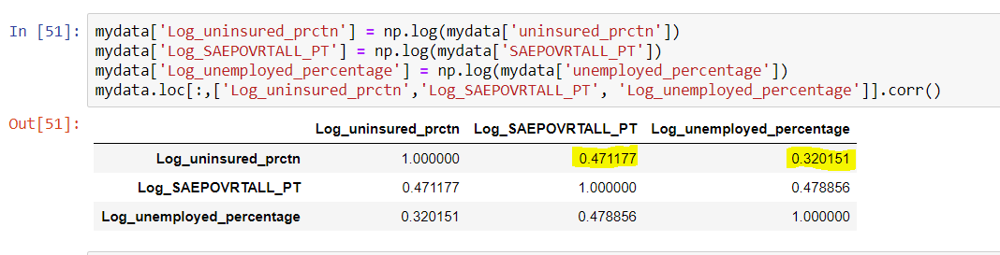 In [51]: mydata['Log_uninsured_prctn'] = np.log(mydata['uninsured_prctn'])
mydata['Log_SAEPOVRTALL_PT'] = np.log(mydata['SAEPOVRTALL_PT'])
mydata['Log_unemployed_percentage'] = np.log(mydata['unemployed_percentage'])
mydata.loc[:,['Log_uninsured_prctn','Log_SAEPOVRTALL_PT', 'Log_unemployed_percentage']].corr()
Out[51]:
Log_uninsured_prctn Log_SAEPOVRTALL_PT Log_unemployed_percentage
Log_uninsured_prctn 1.000000 0.471177 0.320151
Log_SAEPOVRTALL_PT 0.471177 1.000000 0.478856
Log_unemployed_percentage 0.320151 0.478856 1.000000